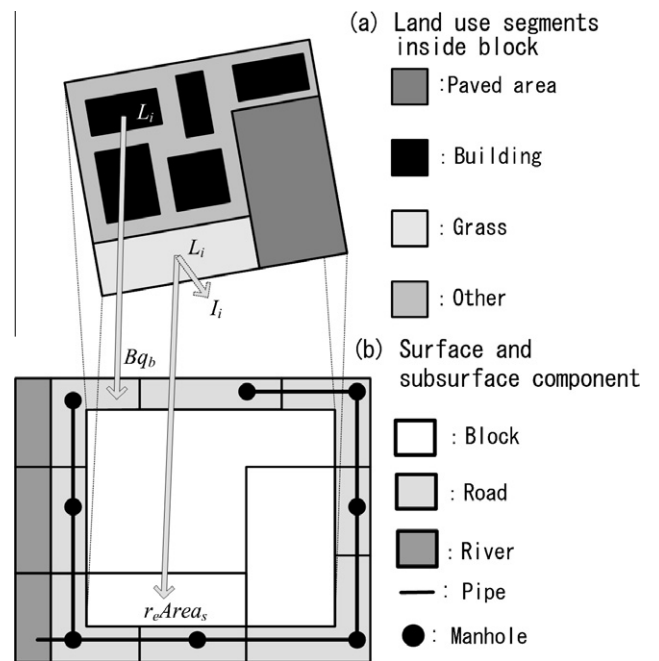 (a) Land use segments
inside block
:Paved area
: Building
: Grass
: Other
L_i
L_i
I_i
Bq_b
(b) Surface and
subsurface component
: Block
: Road
: River
: Pipe
: Manhole
r_eArea_s